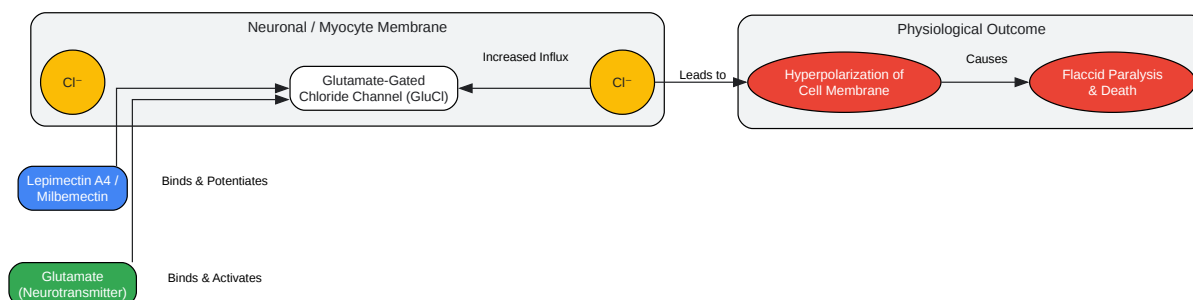 Neuronal / Myocyte Membrane
Physiological Outcome
Cl⁻
Glutamate-Gated
Chloride Channel (GluCl)
Increased Influx
Cl⁻
Leads to
Hyperpolarization of
Cell Membrane
Causes
Flaccid Paralysis
& Death
Lepimectin A4 /
Milbemectin
Binds & Potentiates
Glutamate
(Neurotransmitter)
Binds & Activates